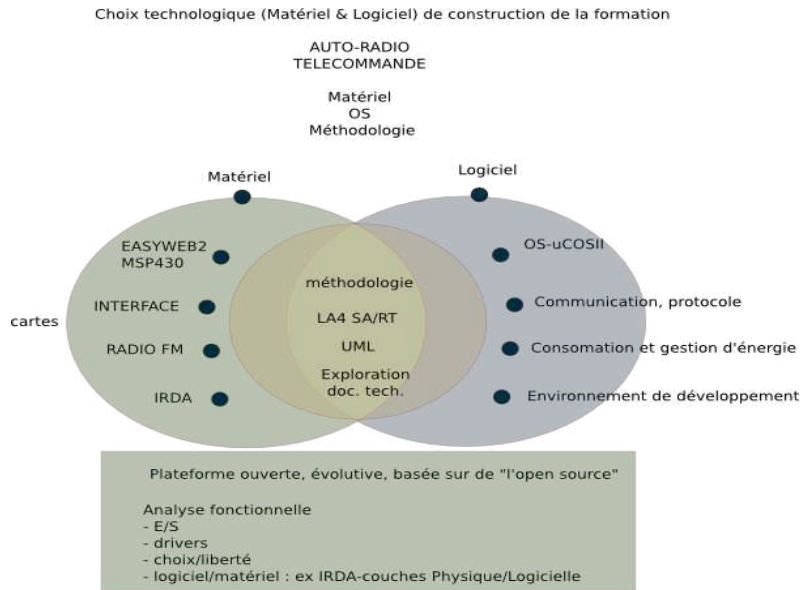 Choix technologique (Matériel & Logiciel) de construction de la formation
AUTO-RADIO
TELECOMMANDE
Matériel
OS
Méthodologie
Matériel
Logiciel
EASYWEB2
MSP430
INTERFACE
cartes
RADIO FM
IRDA
méthodologie
LA4 SA/RT
UML
Exploration
doc. tech.
OS-uCOSII
Communication, protocole
Consomation et gestion d'énergie
Environnement de développement
Plateforme ouverte, évolutive, basée sur de "l'open source"
Analyse fonctionnelle
- E/S
- drivers
- choix/liberté
- logiciel/matériel : ex IRDA-couches Physique/Logicielle